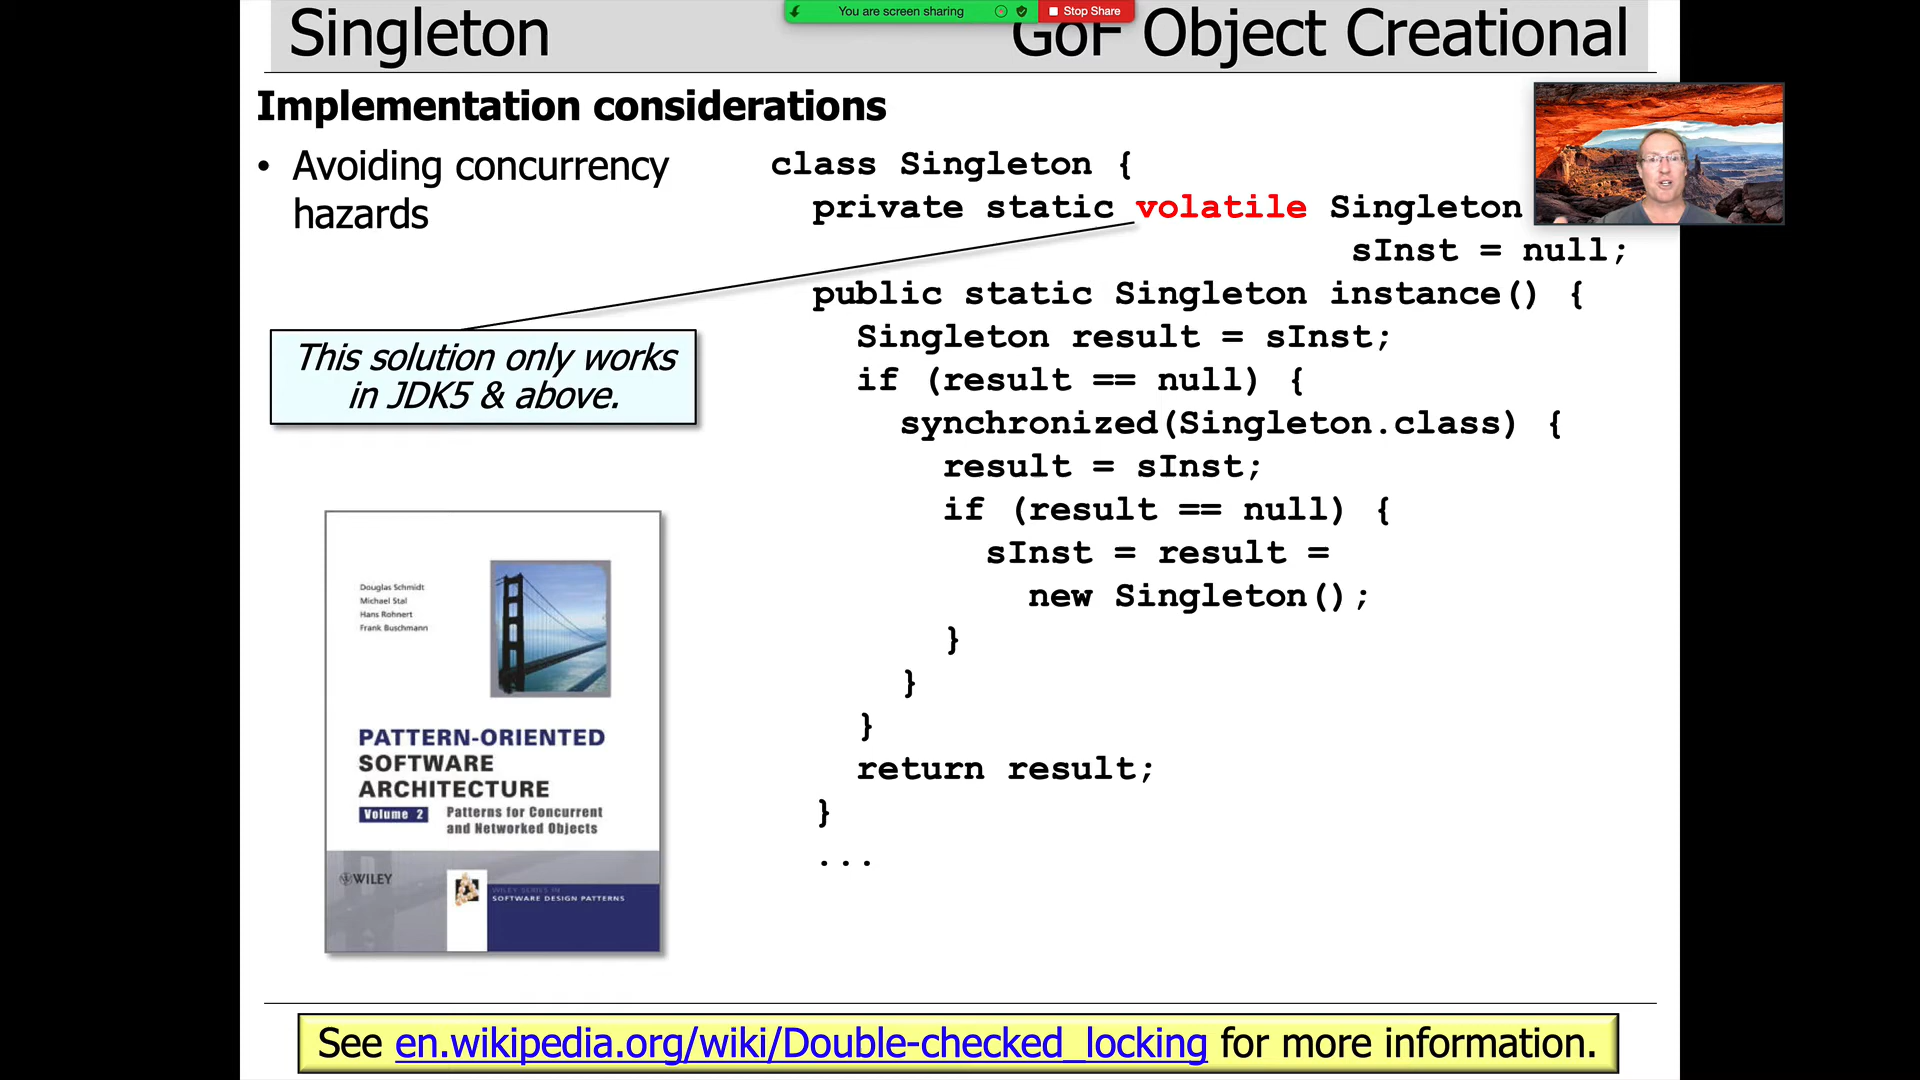 You are screen sharing
Stop Share
Singleton
GoF Object Creational
Implementation considerations
• Avoiding concurrency
hazards
class Singleton {
private static volatile Singleton
sInst = null;
public static Singleton instance() {
Singleton result = sInst;
if (result == null) {
synchronized(Singleton.class) {
result = sInst;
if (result == null) {
sInst = result =
new Singleton();
}
}
}
return result;
}
...
This solution only works
in JDK5 & above.
Douglas Schmidt
Michael Stal
Hans Rohnert
Frank Buschmann
PATTERN-ORIENTED
SOFTWARE
ARCHITECTURE
Volume 2
Patterns for Concurrent
and Networked Objects
WILEY
WILEY SERIES IN
SOFTWARE DESIGN PATTERNS
See en.wikipedia.org/wiki/Double-checked_locking for more information.